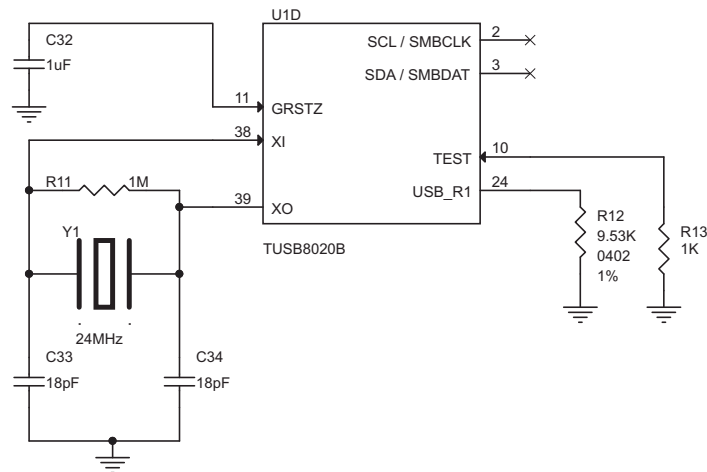 U1D
C32
1uF
SCL / SMBCLK
2
SDA / SMBDAT
3
11
GRSTZ
38
XI
TEST
10
R11
1M
USB_R1
24
39
XO
R12
9.53K
0402
1%
R13
1K
Y1
TUSB8020B
24MHz
C33
18pF
C34
18pF